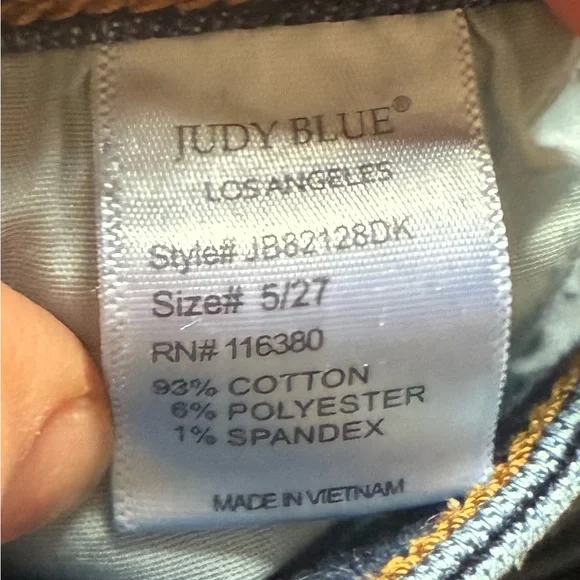 JUDY BLUE®
LOS ANGELES
Style# JB82128DK
Size# 5/27
RN# 116380
93% COTTON
6% POLYESTER
1% SPANDEX
MADE IN VIETNAM